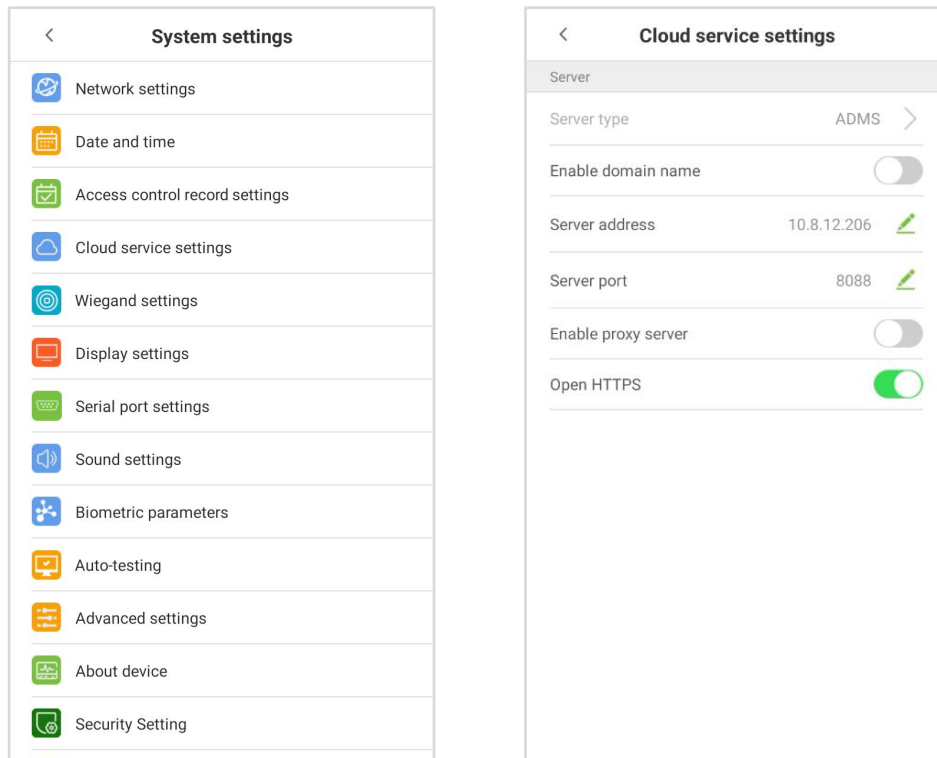 System settings
Network settings
Date and time
Access control record settings
Cloud service settings
Wiegand settings
Display settings
Serial port settings
Sound settings
Biometric parameters
Auto-testing
Advanced settings
About device
Security Setting
Cloud service settings
Server
Server type ADMS
Enable domain name
Server address 10.8.12.206
Server port 8088
Enable proxy server
Open HTTPS